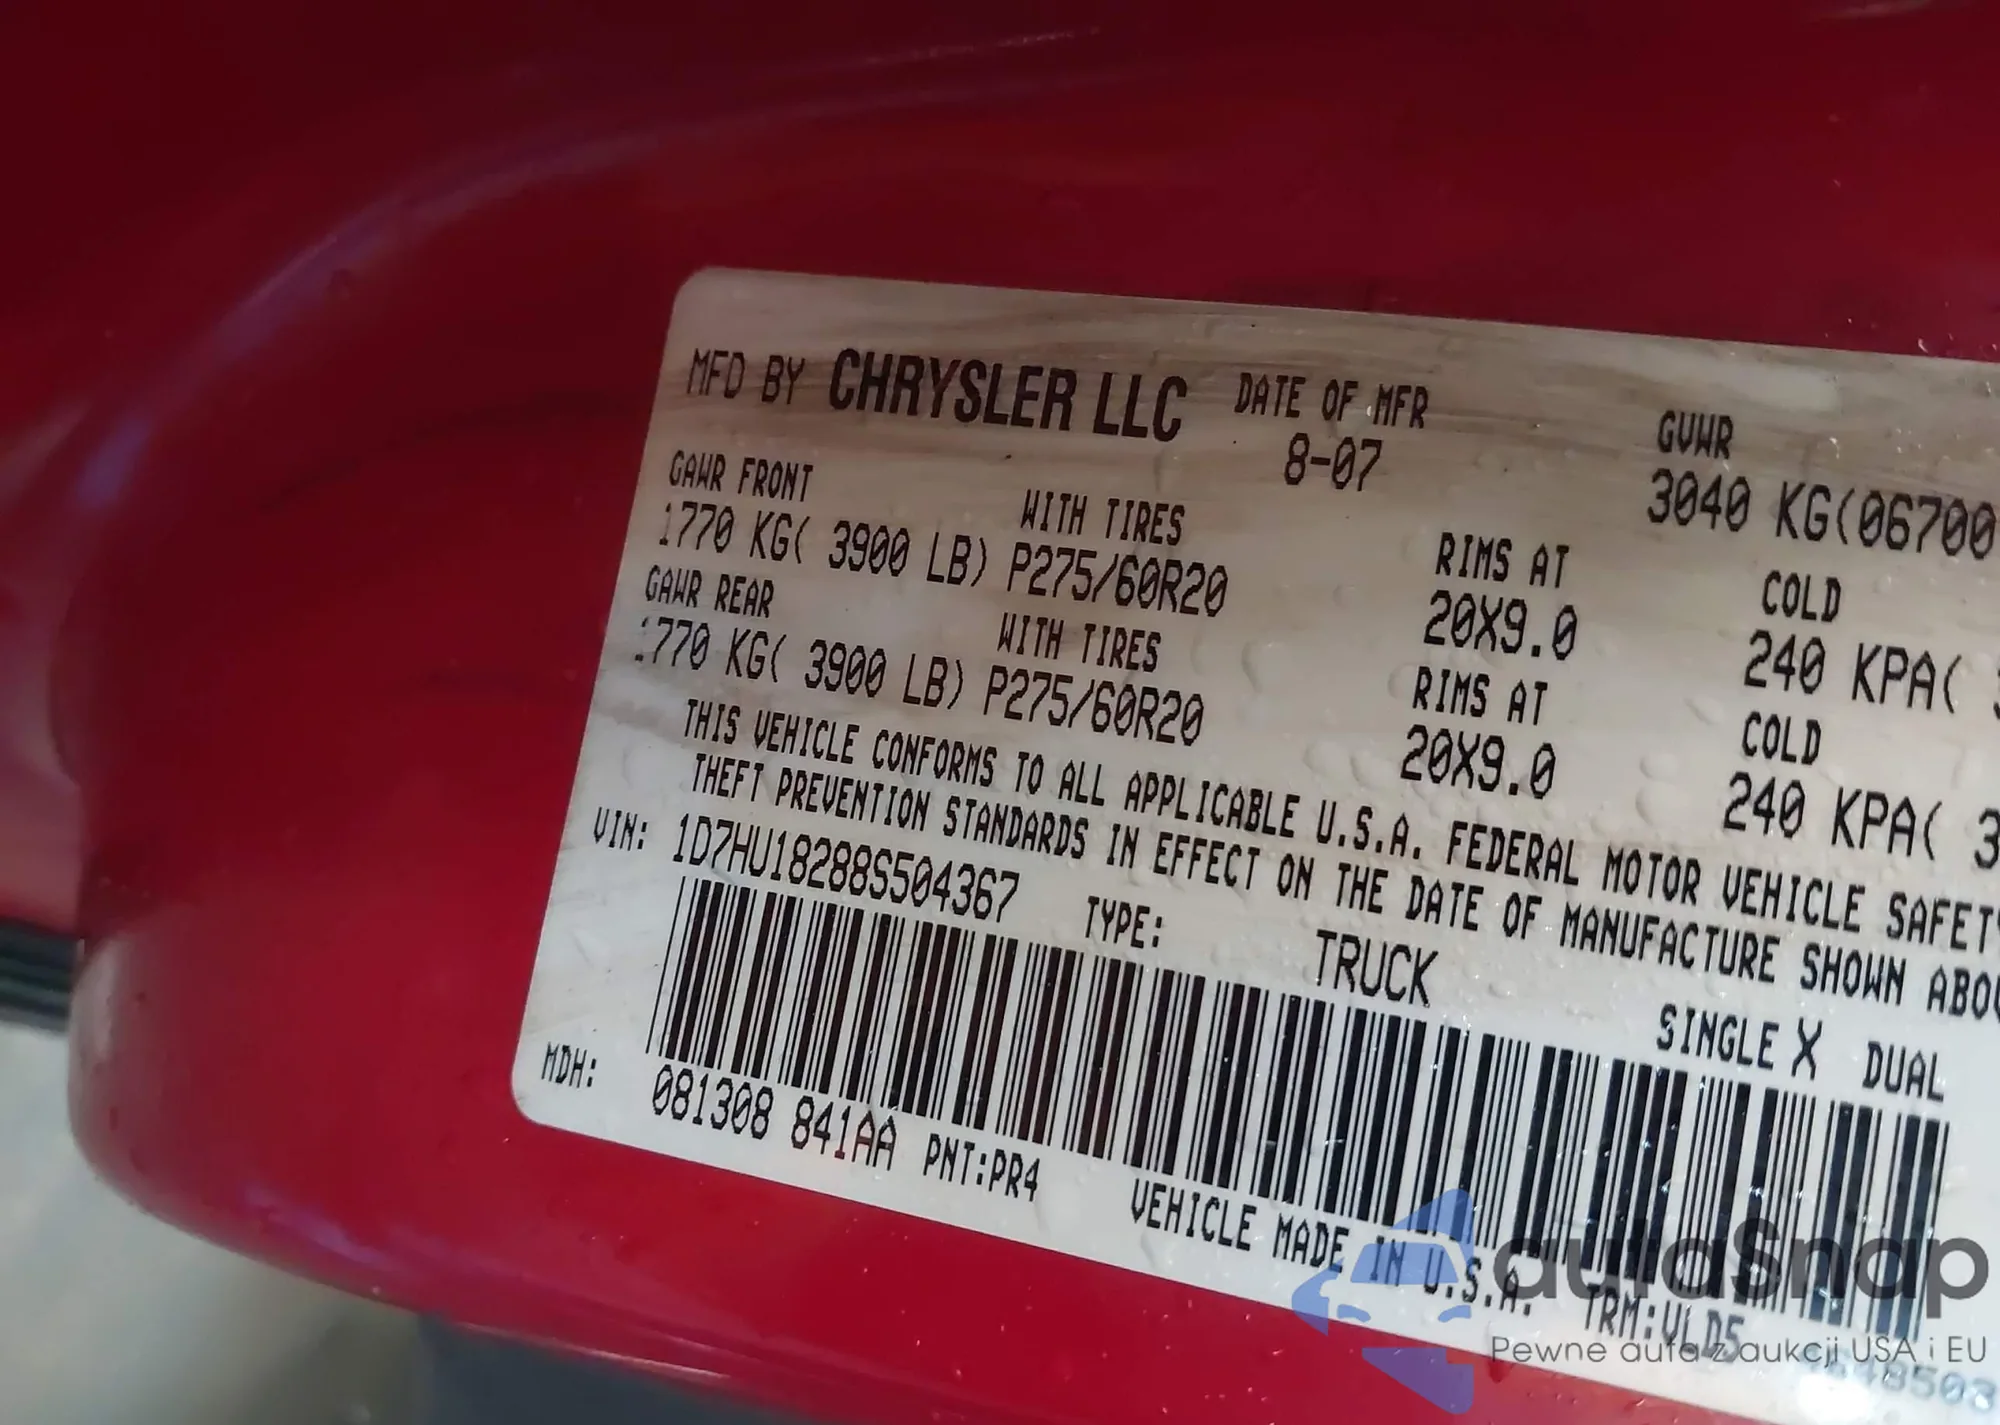 MFD BY CHRYSLER LLC DATE OF MFR GVWR
8-07 3040 KG(06700
GAWR FRONT WITH TIRES RIMS AT COLD
1770 KG( 3900 LB) P275/60R20 20X9.0 240 KPA(
GAWR REAR WITH TIRES RIMS AT COLD
1770 KG( 3900 LB) P275/60R20 20X9.0 240 KPA( 3
THIS VEHICLE CONFORMS TO ALL APPLICABLE U.S.A. FEDERAL MOTOR VEHICLE SAFETY
THEFT PREVENTION STANDARDS IN EFFECT ON THE DATE OF MANUFACTURE SHOWN ABOV
VIN: 1D7HU18288S504367 TYPE: TRUCK SINGLE X DUAL
MDH: 081308 841AA PNT:PR4
VEHICLE MADE IN U.S.A. TRM:VLD5
autaSnap
Pewne auta z aukcji USA i EU